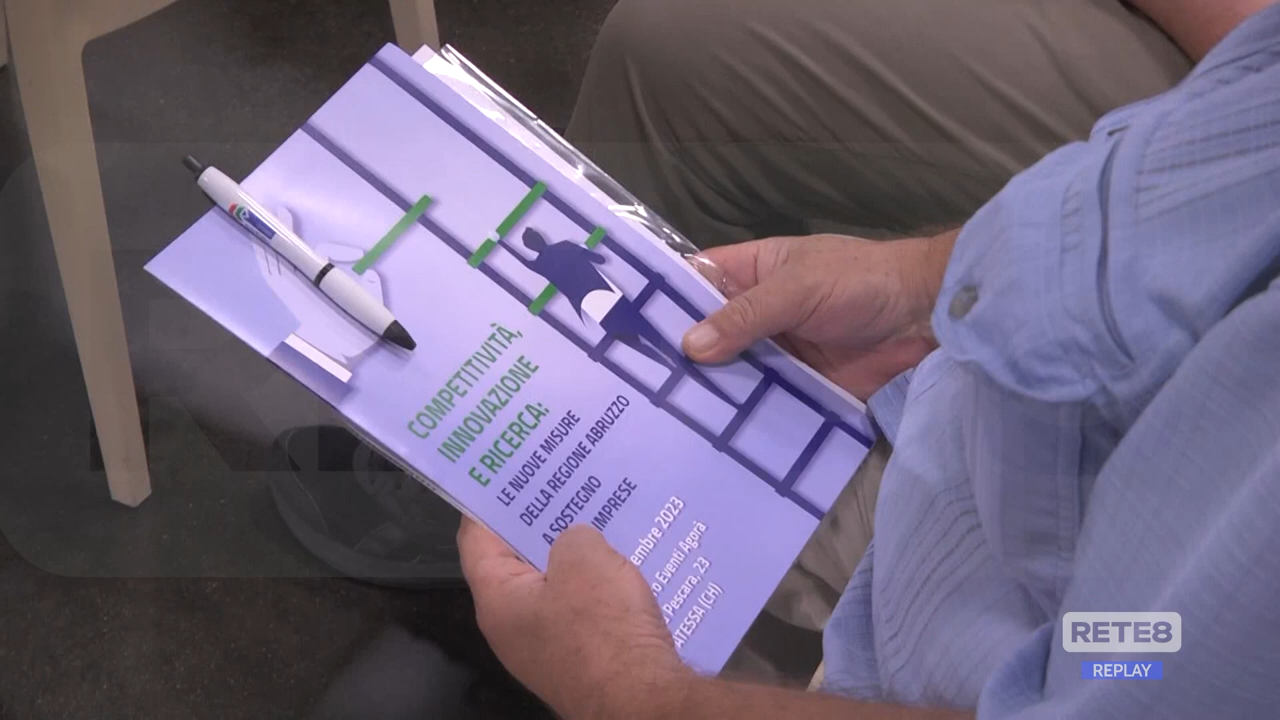 COMPETITIVITÀ,
INNOVAZIONE
E RICERCA:
LE NUOVE MISURE
DELLA REGIONE ABRUZZO
A SOSTEGNO
IMPRESE
embre 2023
o Eventi Agorà
Pescara, 23
ATESSA (CH)
RETE8
REPLAY